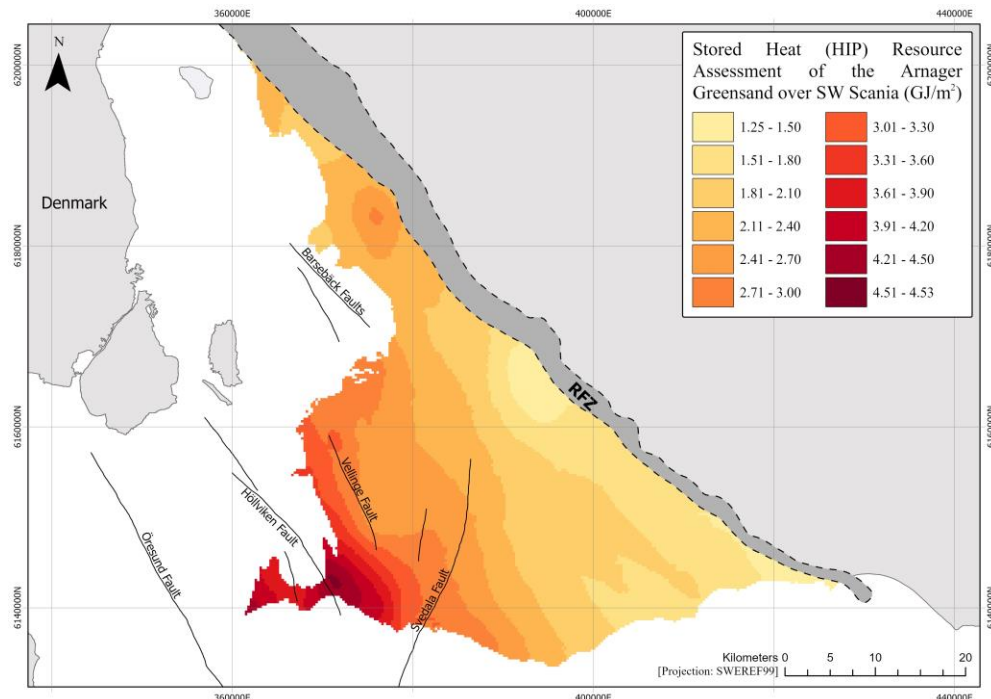 360000E 400000E 440000E
N
6200000N
6200000N
Stored Heat (HIP) Resource
Assessment of the Arnager
Greensand over SW Scania (GJ/m²)
1.25 - 1.50 3.01 - 3.30
1.51 - 1.80 3.31 - 3.60
1.81 - 2.10 3.61 - 3.90
2.11 - 2.40 3.91 - 4.20
2.41 - 2.70 4.21 - 4.50
2.71 - 3.00 4.51 - 4.53
Denmark
6180000N
6180000N
Barsebäck Faults
RFZ
6160000N
6160000N
Vellinge Fault
Höllviken Fault
Öresund Fault
Svedala Fault
6140000N
6140000N
Kilometers 0 5 10 20
[Projection: SWEREF99]
360000E 400000E 440000E